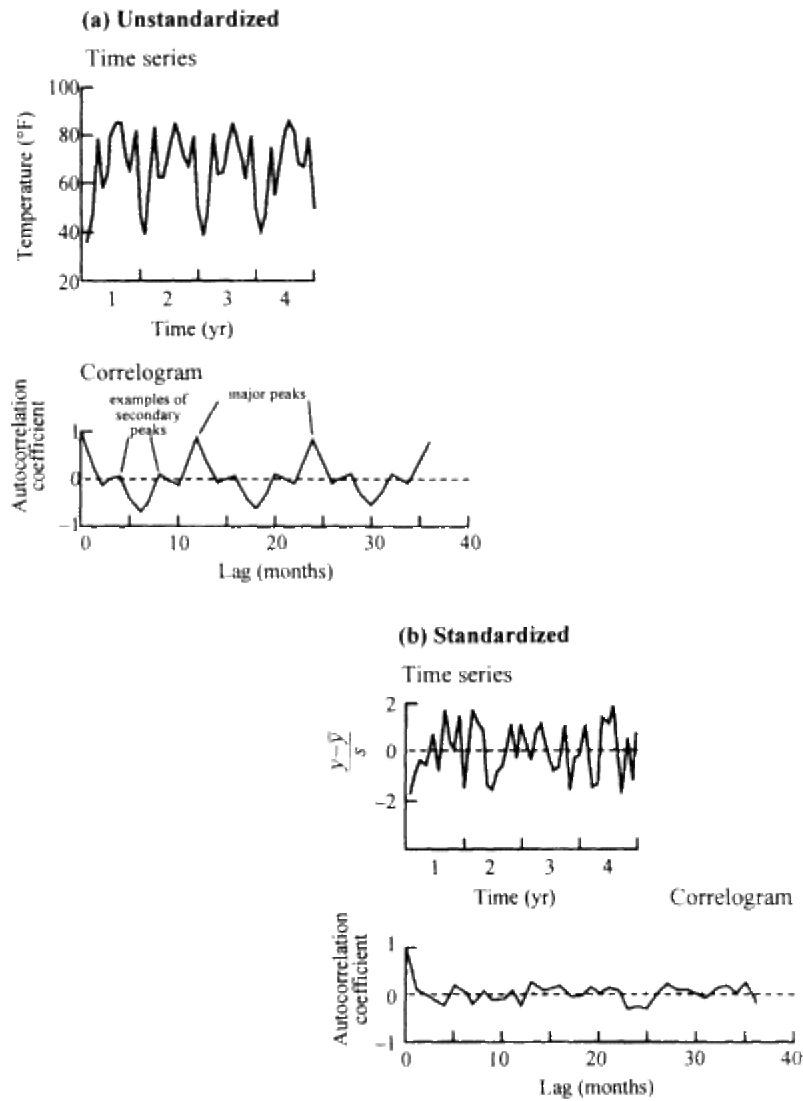 (a) Unstandardized
Time series
100
80
60
40
20
Temperature (°F)
1 2 3 4
Time (yr)
Correlogram
examples of
secondary
peaks
major peaks
Autocorrelation
coefficient
1
0
−1
0 10 20 30 40
Lag (months)
(b) Standardized
Time series
2
0
−2
y−ȳ
s
1 2 3 4
Time (yr)
Correlogram
Autocorrelation
coefficient
1
0
−1
0 10 20 30 40
Lag (months)